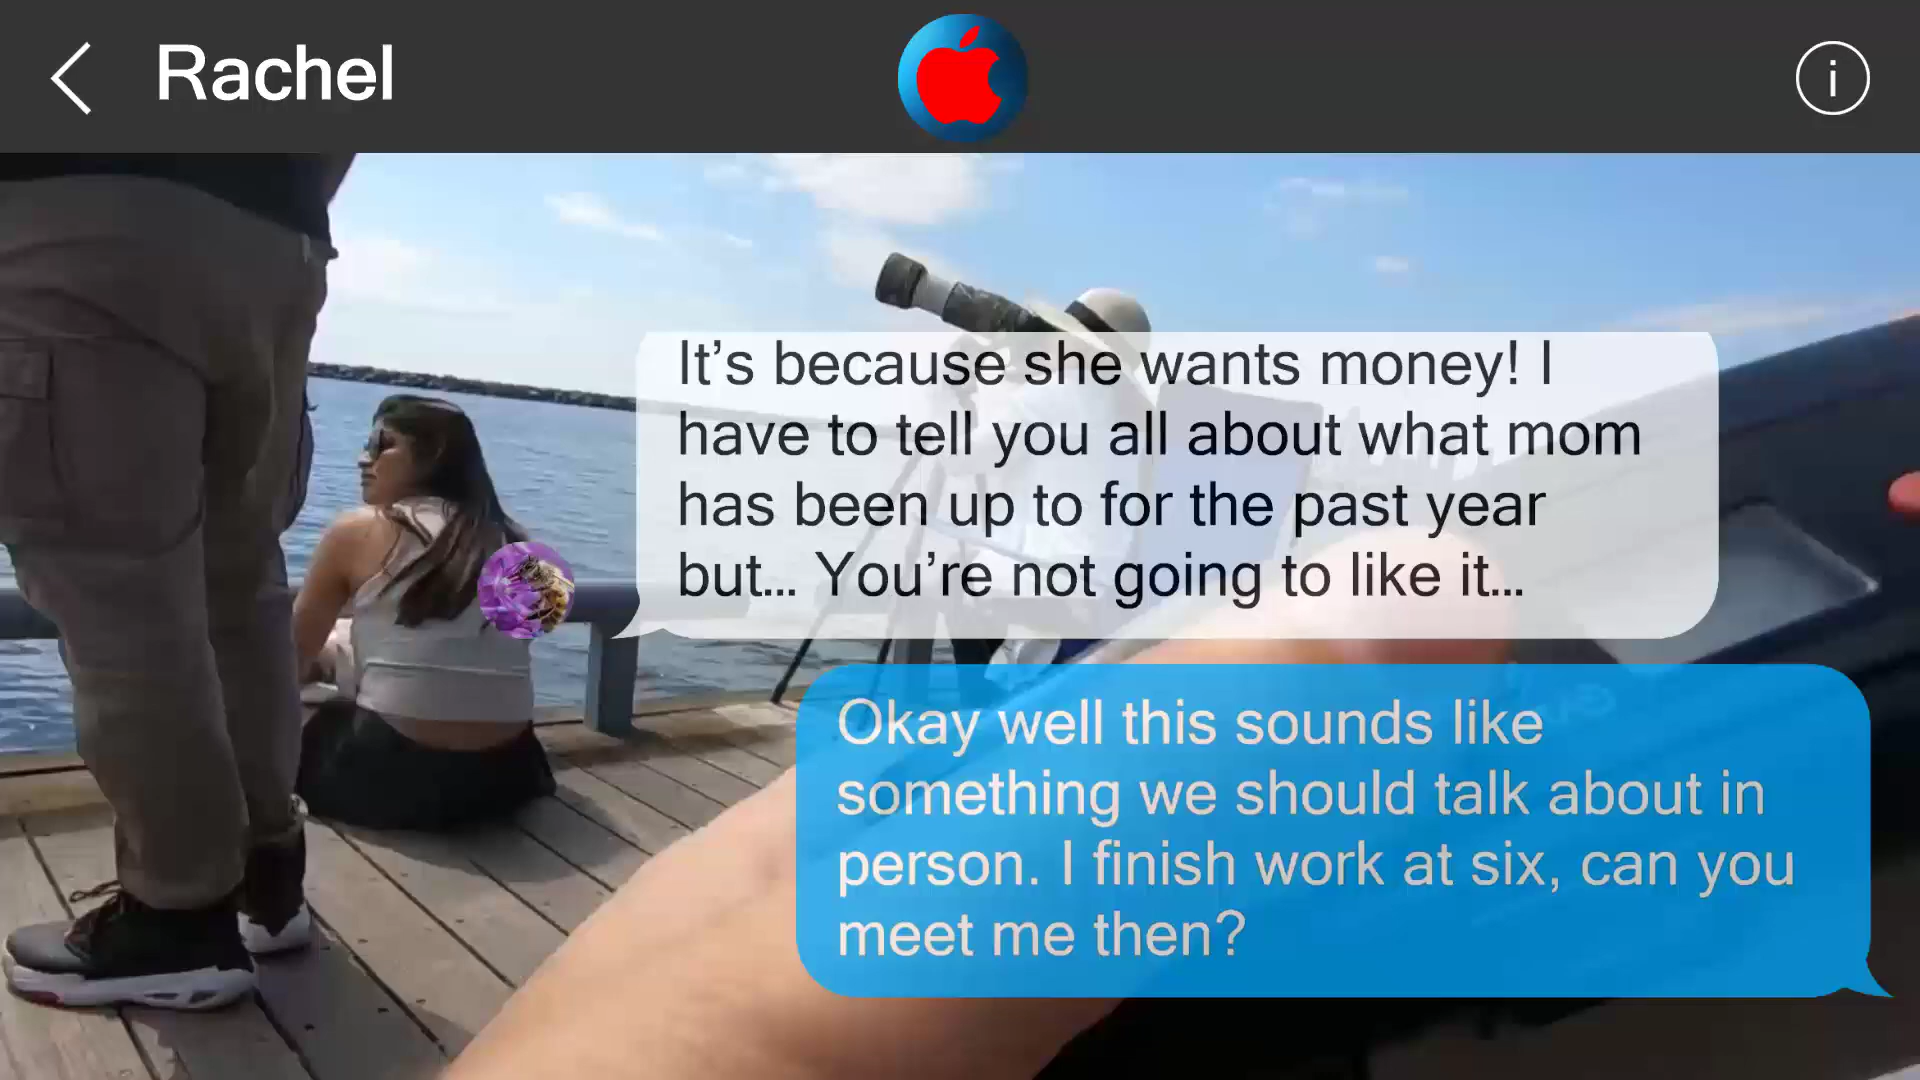 Rachel
It’s because she wants money! I
have to tell you all about what mom
has been up to for the past year
but... You’re not going to like it...
Okay well this sounds like
something we should talk about in
person. I finish work at six, can you
meet me then?